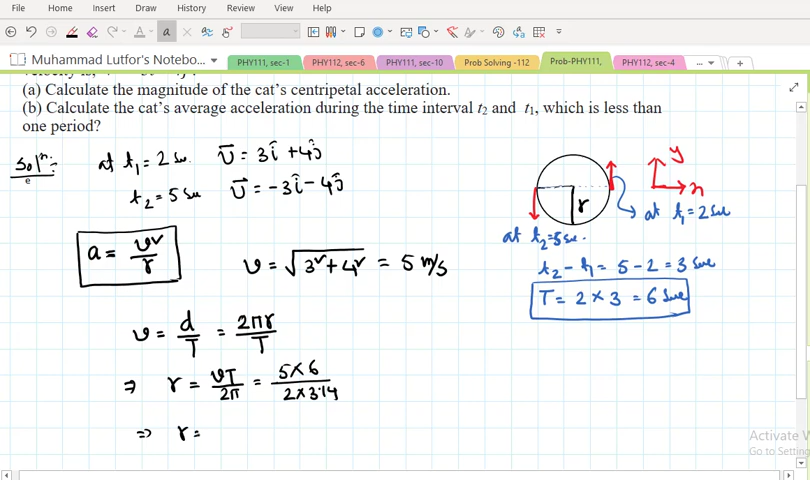 File Home Insert Draw View Help
Muhammad Lutfor's Notebo... PHY111, sec-1 PHY112, sec-6 PHY111, sec-10 Prob Solving -112 Prob-PHY111, PHY112, sec-4 ... +
(a) Calculate the magnitude of the cat's centripetal acceleration.
(b) Calculate the cat's average acceleration during the time interval t₂ and t₁, which is less than
one period?
Solⁿ:
at t₁ = 2 sec. v⃗ = 3î + 4ĵ
t₂ = 5 sec v⃗ = -3î - 4ĵ
a = v²/r
v = √(3² + 4²) = 5 m/s
v = d/T = 2πr/T
⇒ r = vT/2π = 5×6/2×3.14
⇒ r =
y
x
r
at t₁ = 2 sec
at t₂ = 5 sec.
t₂ - t₁ = 5 - 2 = 3 sec
T = 2 × 3 = 6 sec
Activate W
Go to Setting